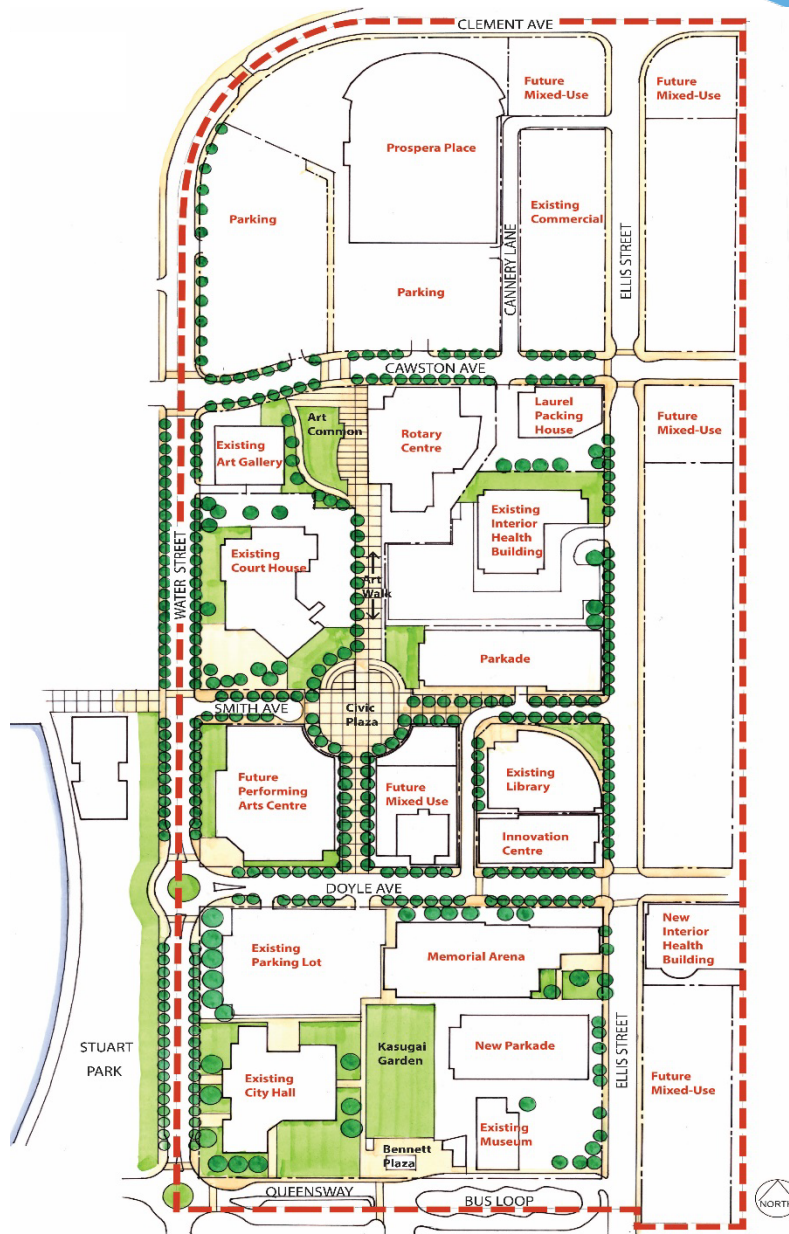 CLEMENT AVE
Future
Mixed-Use
Future
Mixed-Use
Prospera Place
Parking
Existing
Commercial
CANNERY LANE
ELLIS STREET
Parking
CAWSTON AVE
Art
Common
Existing
Art Gallery
Rotary
Centre
Laurel
Packing
House
Future
Mixed-Use
Existing
Interior
Health
Building
WATER STREET
Existing
Court House
Art
Walk
Parkade
SMITH AVE
Civic
Plaza
Future
Performing
Arts Centre
Future
Mixed Use
Existing
Library
Innovation
Centre
DOYLE AVE
Existing
Parking Lot
Memorial Arena
New
Interior
Health
Building
STUART
PARK
Existing
City Hall
Kasugai
Garden
New Parkade
ELLIS STREET
Future
Mixed-Use
Existing
Museum
Bennett
Plaza
QUEENSWAY
BUS LOOP
NORTH